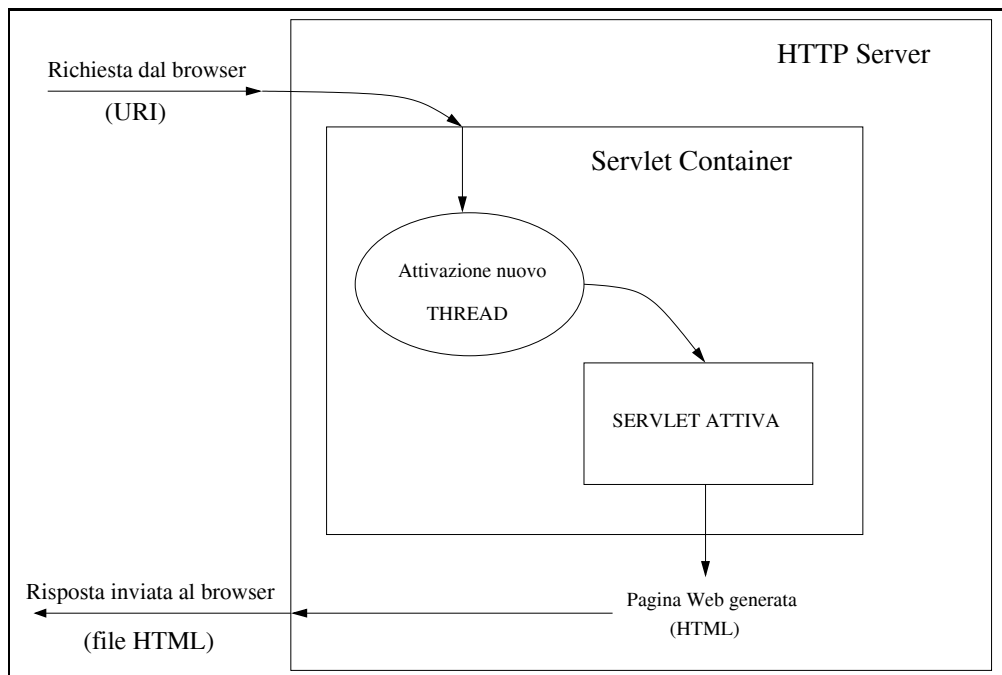 HTTP Server
Richiesta dal browser
(URI)
Servlet Container
Attivazione nuovo
THREAD
SERVLET ATTIVA
Risposta inviata al browser
(file HTML)
Pagina Web generata
(HTML)